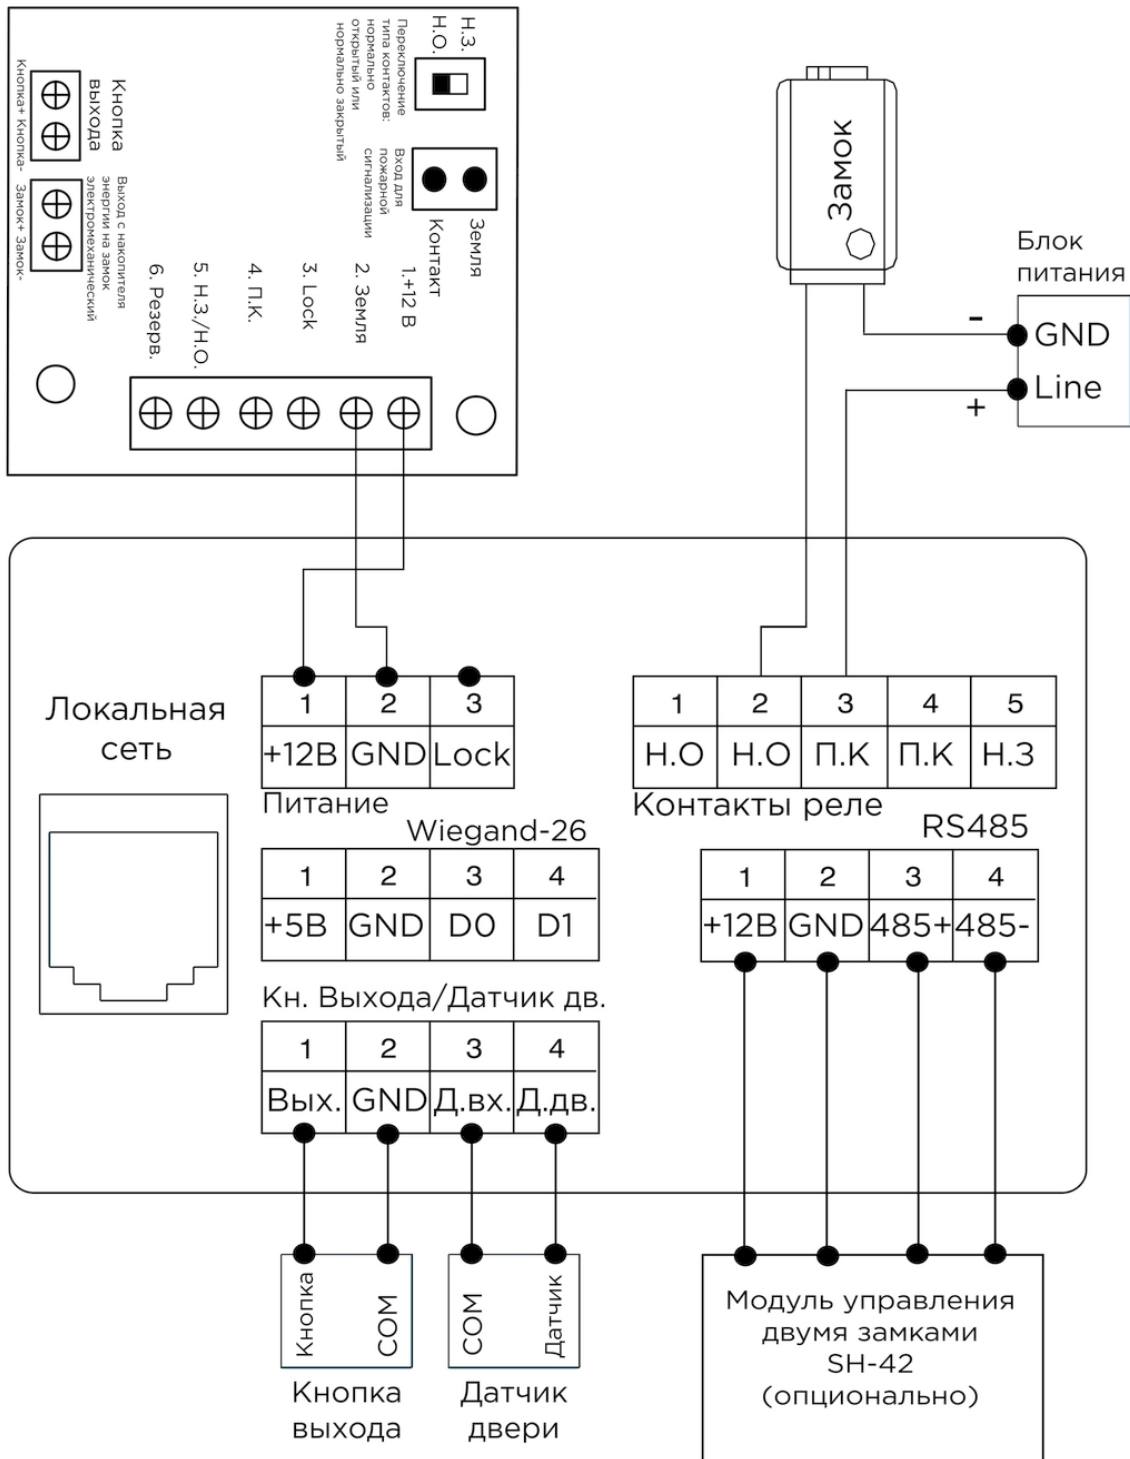 Н.З.
Н.О.
Переключение
типа контактов:
нормально
открытый или
нормально закрытый
Кнопка
выхода
Кнопка+ Кнопка-
Вход для
пожарной
сигнализации
Земля
Контакт
Выход с накопителя
энергии на замок
электромеханический
Замок+ Замок-
6. Резерв.
5. Н.З./Н.О.
4. П.К.
3. Lock
2. Земля
1.+12 В
Замок
Блок
питания
-
GND
Line
+
Локальная
сеть
1 2 3
+12В GND Lock
Питание
1 2 3 4 5
Н.О Н.О П.К П.К Н.З
Контакты реле
Wiegand-26
1 2 3 4
+5В GND D0 D1
RS485
1 2 3 4
+12В GND 485+ 485-
Кн. Выхода/Датчик дв.
1 2 3 4
Вых. GND Д.вх. Д.дв.
Кнопка
COM
COM
Датчик
Кнопка
выхода
Датчик
двери
Модуль управления
двумя замками
SH-42
(опционально)